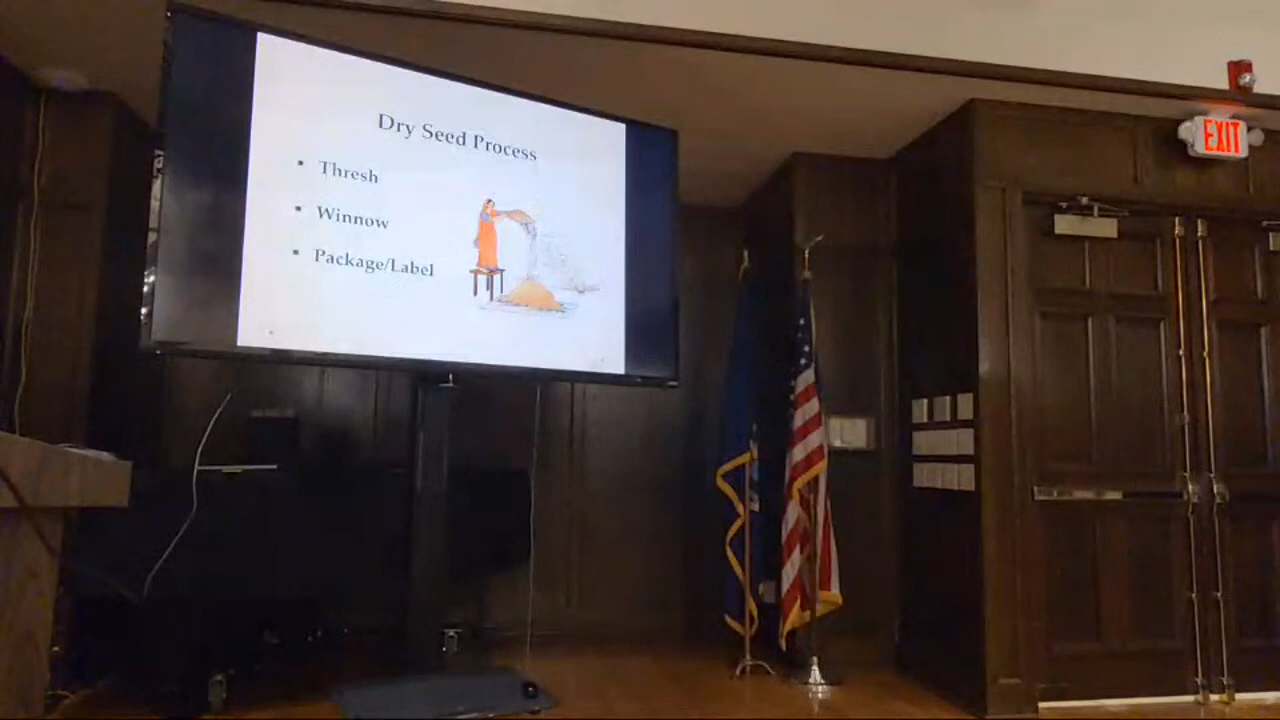 Dry Seed Process
▪ Thresh
▪ Winnow
▪ Package/Label
EXIT